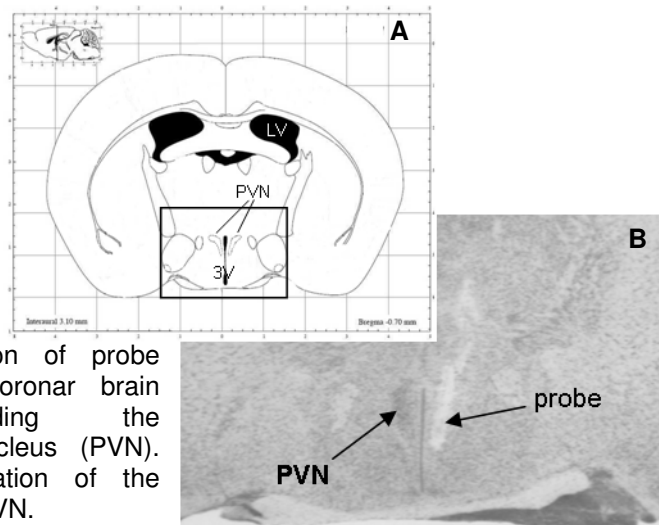 A
LV
PVN
3V
Interaural 3.10 mm
Bregma -0.70 mm
B
probe
PVN
on of probe
oronar brain
ding the
cleus (PVN).
ation of the
VN.